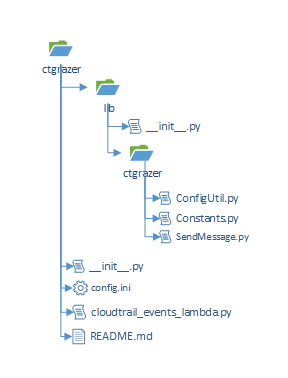 ctgrazer
lib
__init__.py
ctgrazer
ConfigUtil.py
Constants.py
SendMessage.py
__init__.py
config.ini
cloudtrail_events_lambda.py
README.md